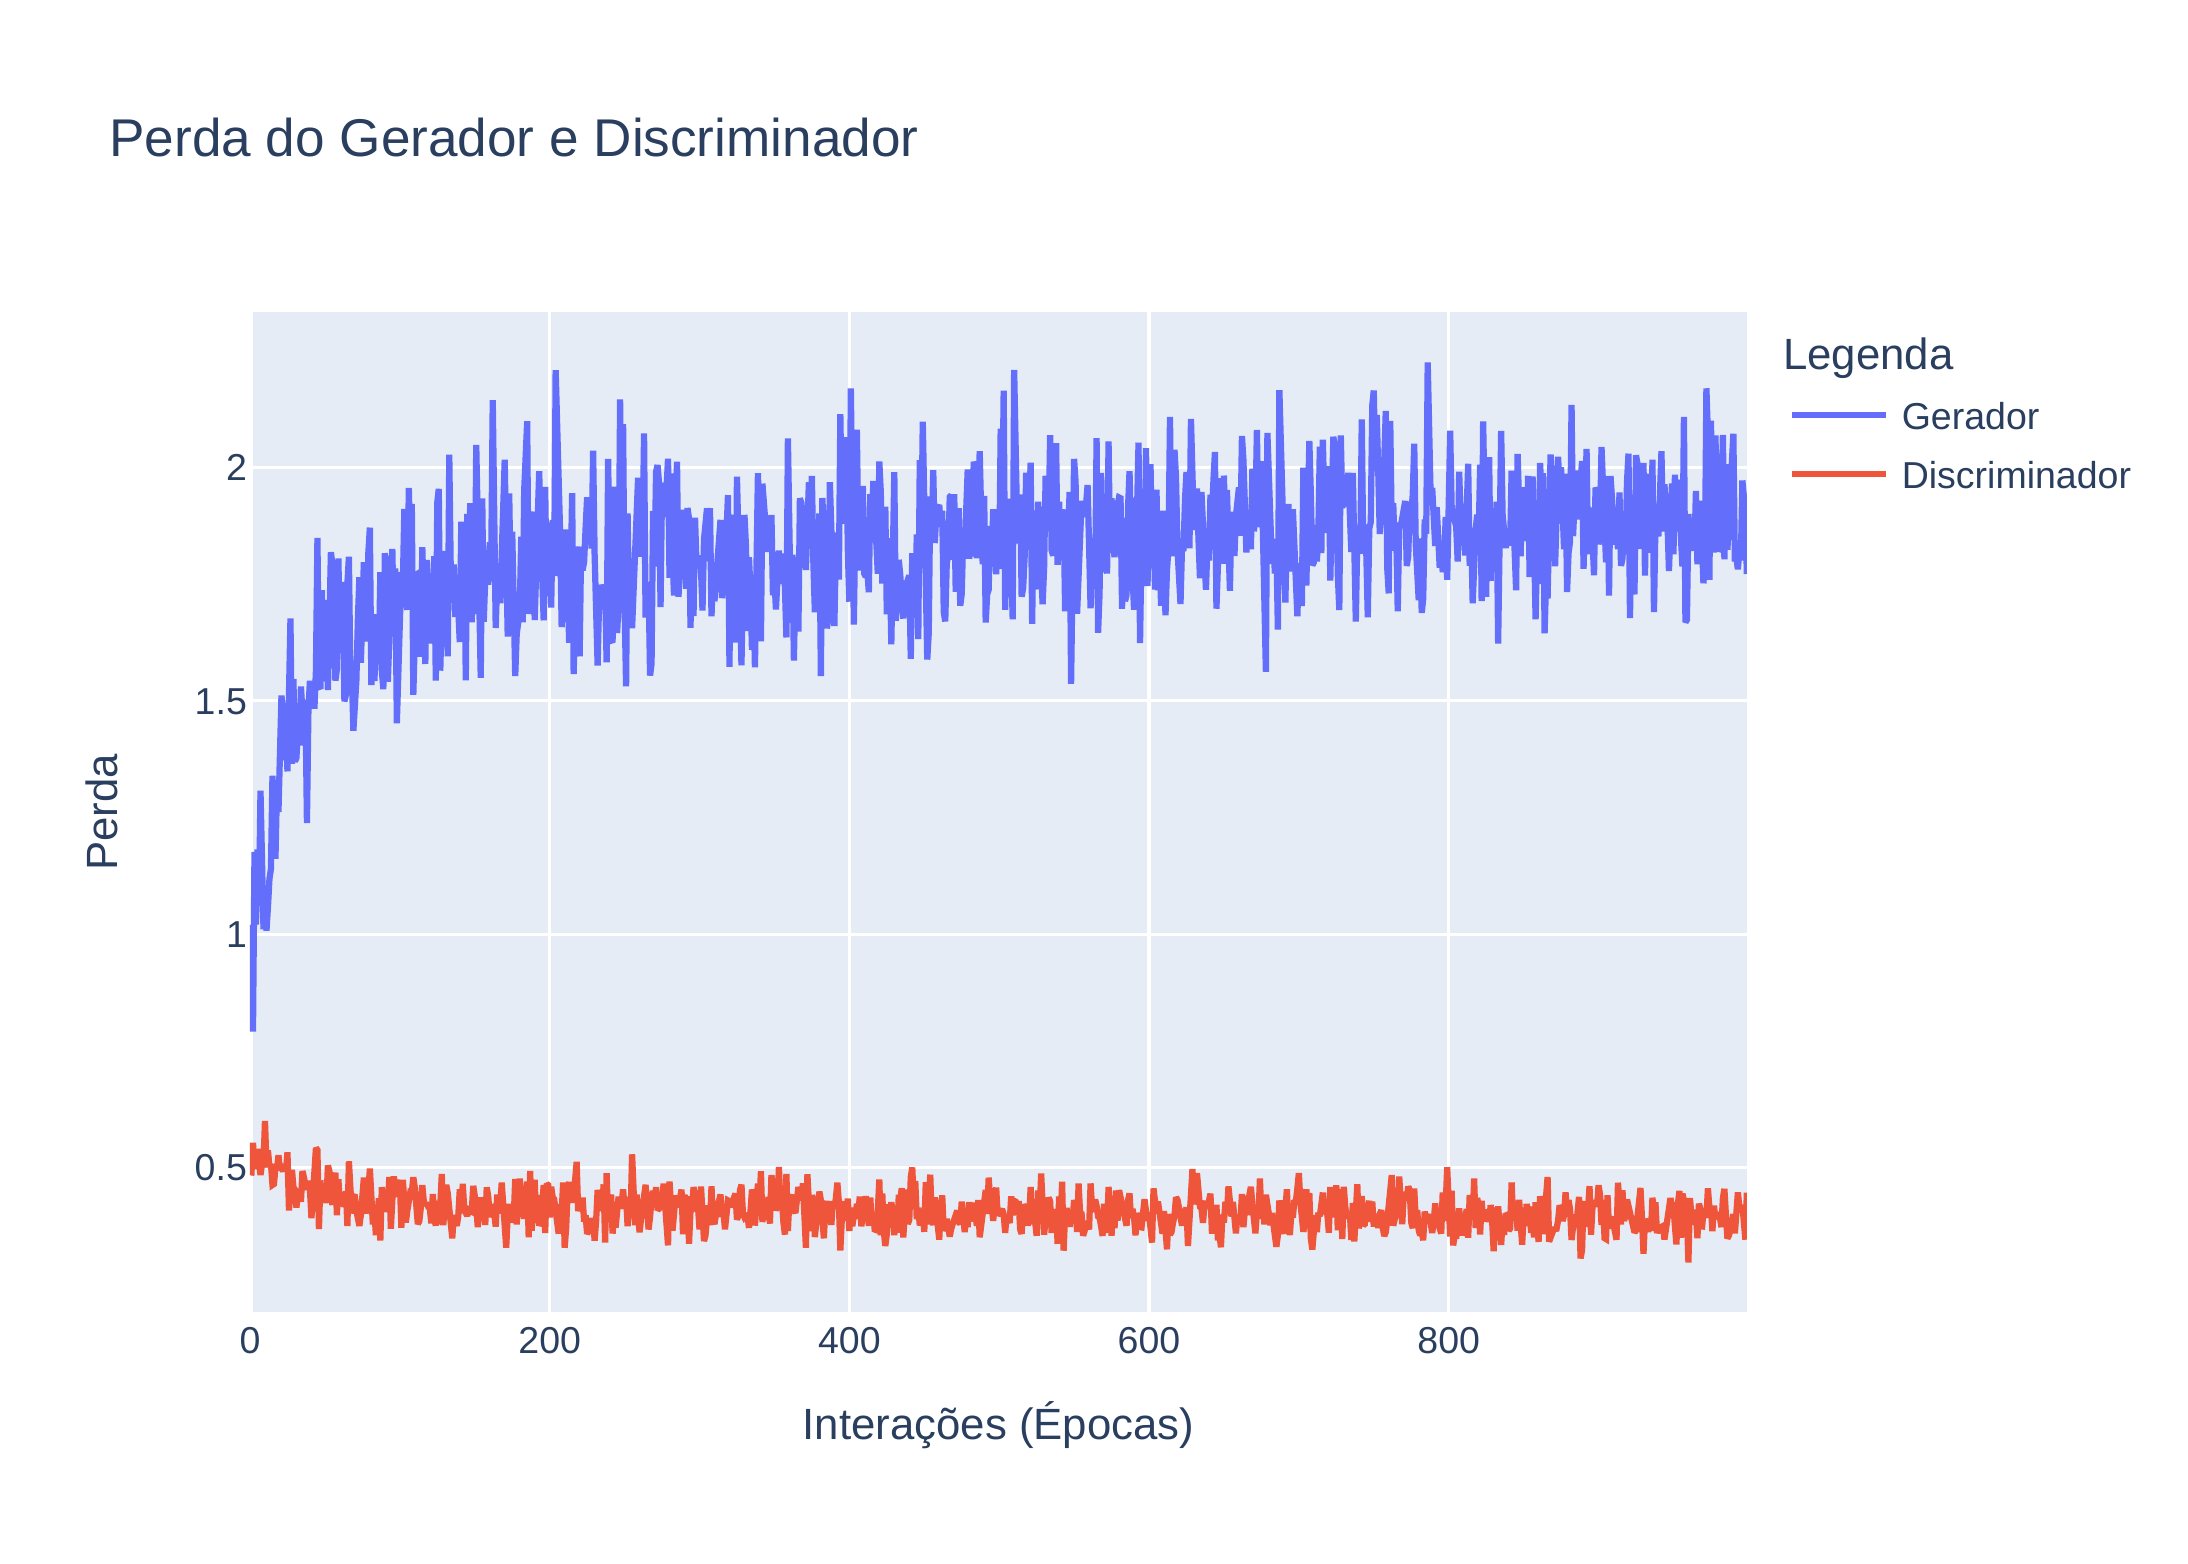 Perda do Gerador e Discriminador
Legenda
Gerador
Discriminador
Perda
2
1.5
1
0.5
0
200
400
600
800
Interações (Épocas)